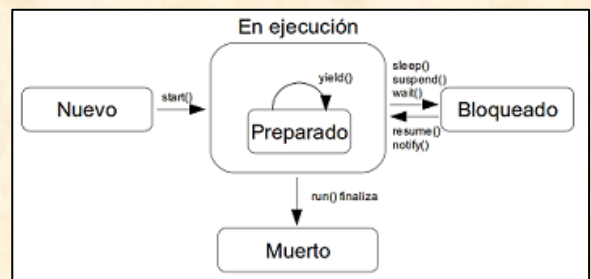 En ejecución
sleep()
suspend()
wait()
yield()
Nuevo
start()
Preparado
Bloqueado
resume()
notify()
run() finaliza
Muerto